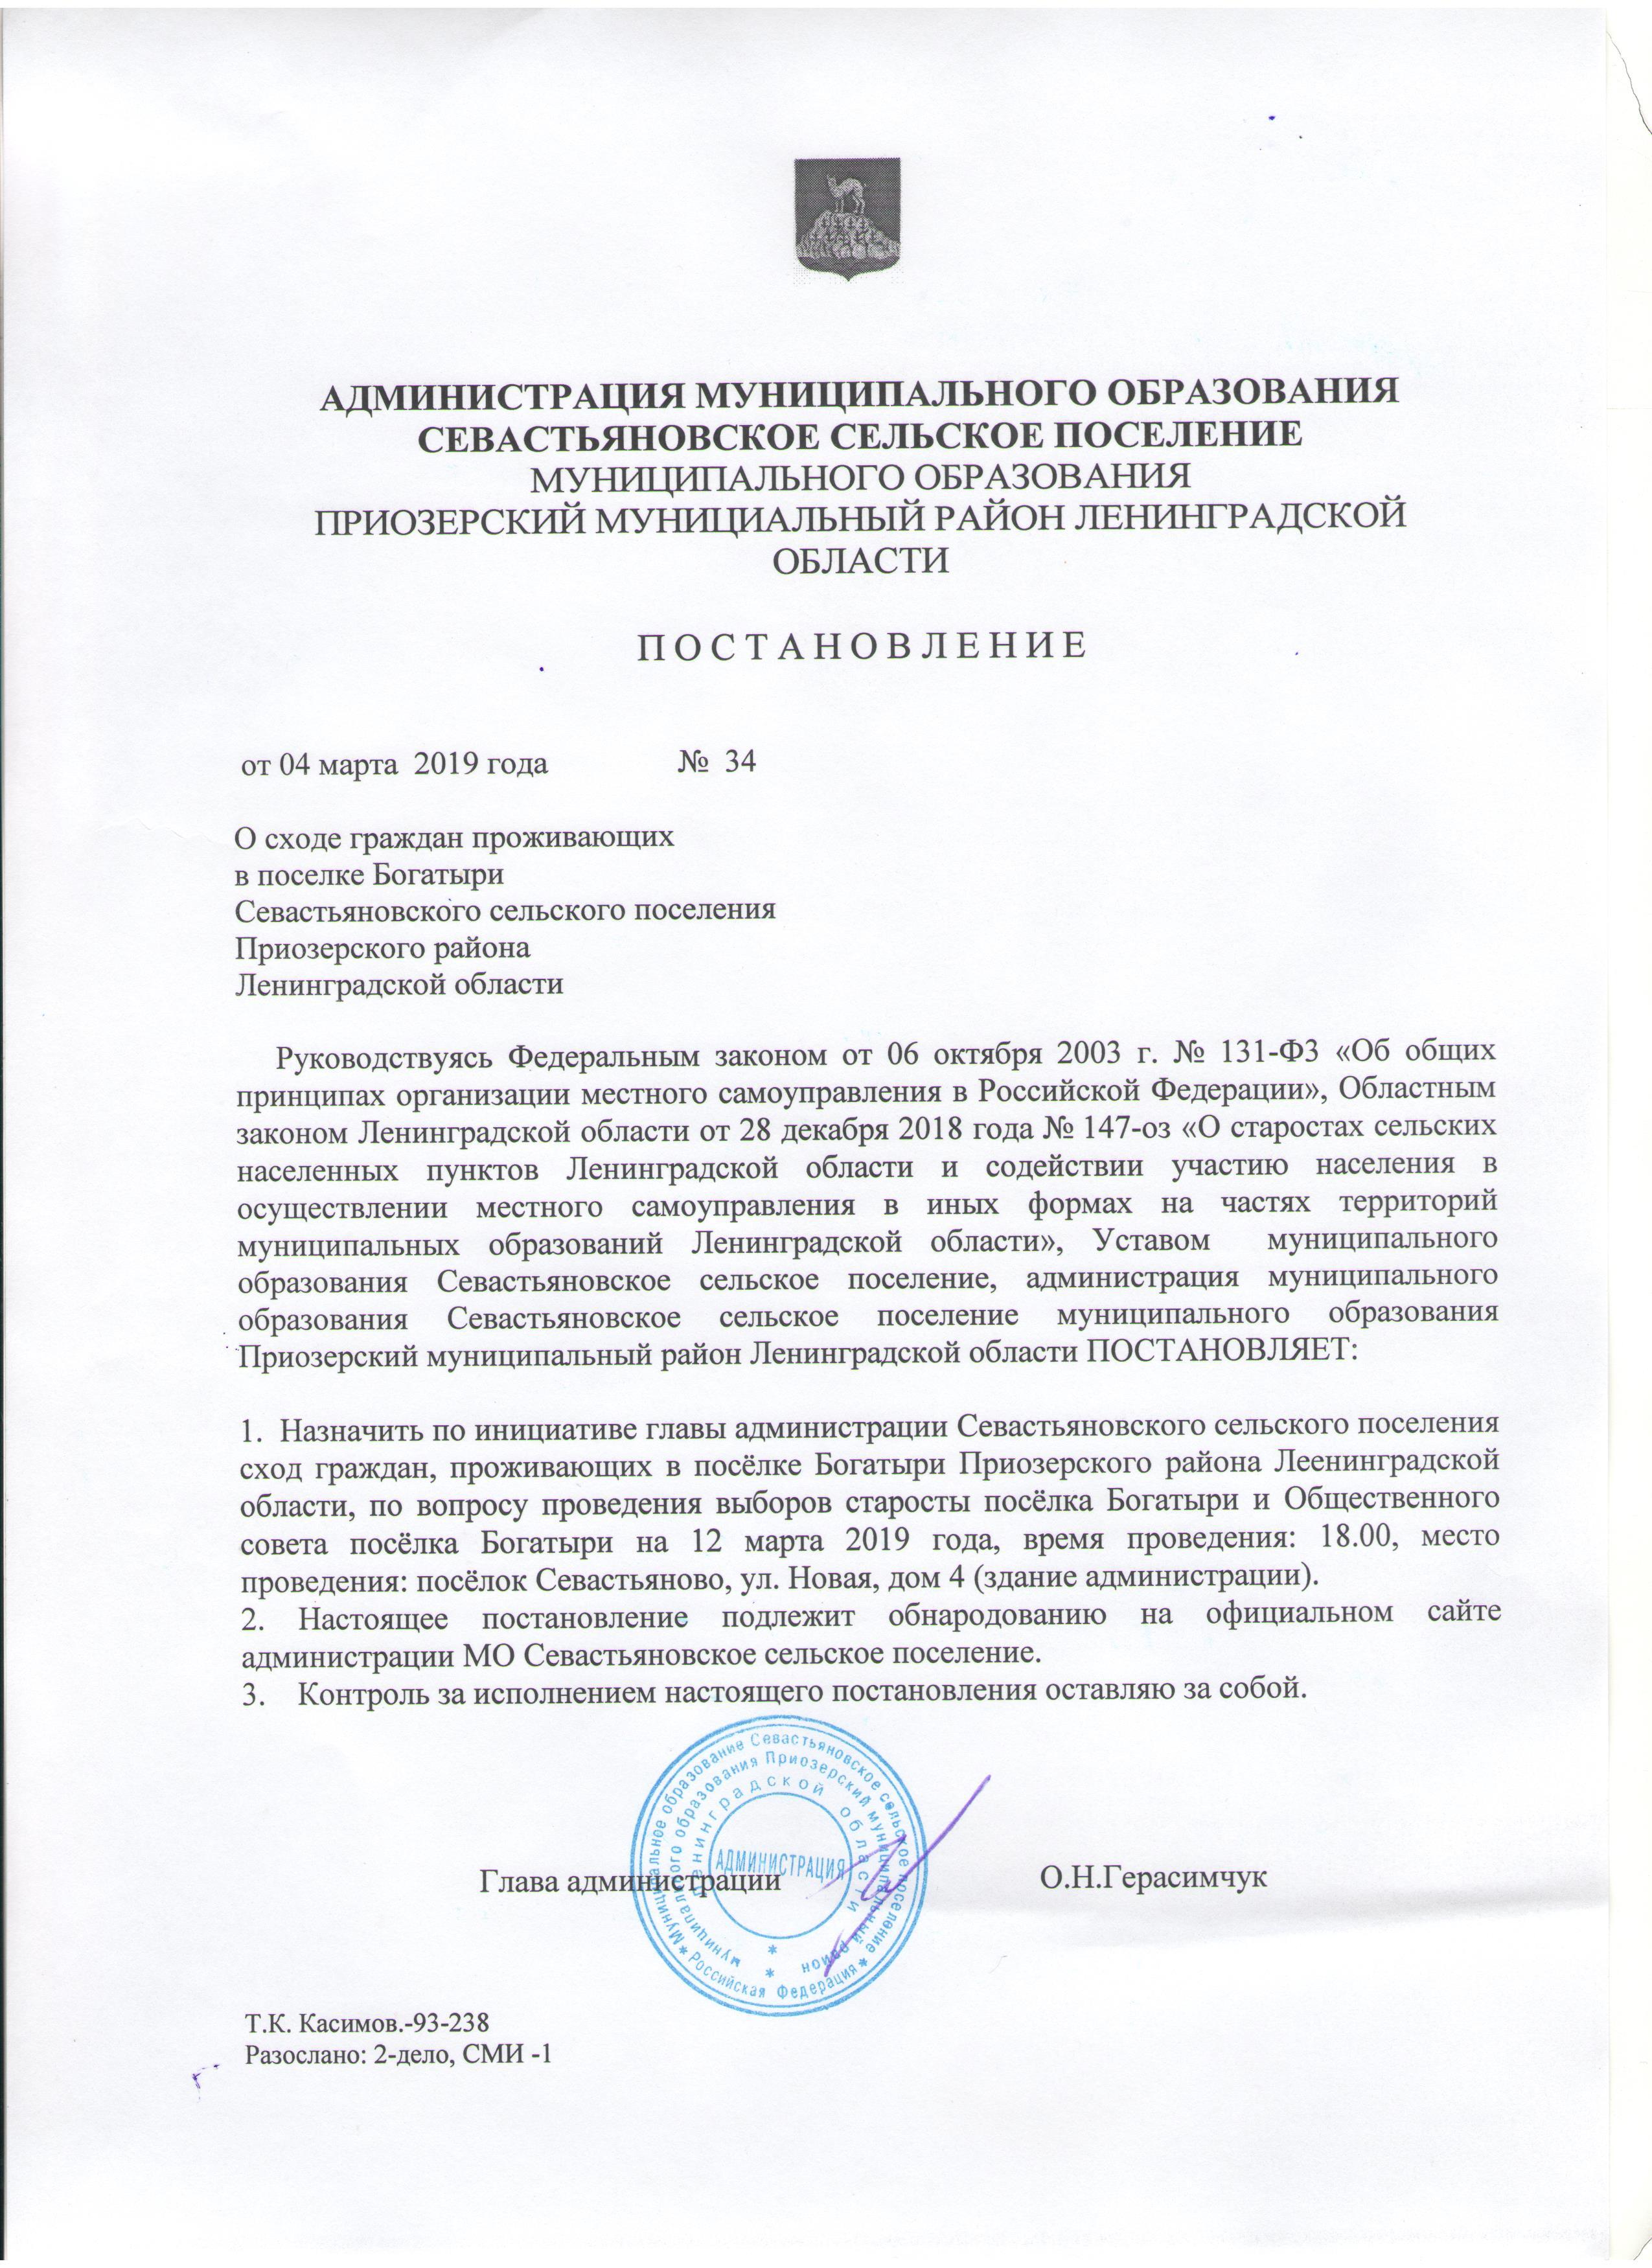 АДМИНИСТРАЦИЯ МУНИЦИПАЛЬНОГО ОБРАЗОВАНИЯ
СЕВАСТЬЯНОВСКОЕ СЕЛЬСКОЕ ПОСЕЛЕНИЕ
МУНИЦИПАЛЬНОГО ОБРАЗОВАНИЯ
ПРИОЗЕРСКИЙ МУНИЦИАЛЬНЫЙ РАЙОН ЛЕНИНГРАДСКОЙ
ОБЛАСТИ
П О С Т А Н О В Л Е Н И Е
от 04 марта 2019 года № 34
О сходе граждан проживающих
в поселке Богатыри
Севастьяновского сельского поселения
Приозерского района
Ленинградской области
Руководствуясь Федеральным законом от 06 октября 2003 г. № 131-ФЗ «Об общих
принципах организации местного самоуправления в Российской Федерации», Областным
законом Ленинградской области от 28 декабря 2018 года № 147-оз «О старостах сельских
населенных пунктов Ленинградской области и содействии участию населения в
осуществлении местного самоуправления в иных формах на частях территорий
муниципальных образований Ленинградской области», Уставом муниципального
образования Севастьяновское сельское поселение, администрация муниципального
образования Севастьяновское сельское поселение муниципального образования
Приозерский муниципальный район Ленинградской области ПОСТАНОВЛЯЕТ:
1. Назначить по инициативе главы администрации Севастьяновского сельского поселения
сход граждан, проживающих в посёлке Богатыри Приозерского района Леенинградской
области, по вопросу проведения выборов старосты посёлка Богатыри и Общественного
совета посёлка Богатыри на 12 марта 2019 года, время проведения: 18.00, место
проведения: посёлок Севастьяново, ул. Новая, дом 4 (здание администрации).
2. Настоящее постановление подлежит обнародованию на официальном сайте
администрации МО Севастьяновское сельское поселение.
3. Контроль за исполнением настоящего постановления оставляю за собой.
Глава администрации О.Н.Герасимчук
* Муниципальное образование Севастьяновское сельское поселение *
Российская Федерация
муниципального образования Приозерский муниципальный район *
Ленинградской области *
АДМИНИСТРАЦИЯ
Т.К. Касимов.-93-238
Разослано: 2-дело, СМИ -1